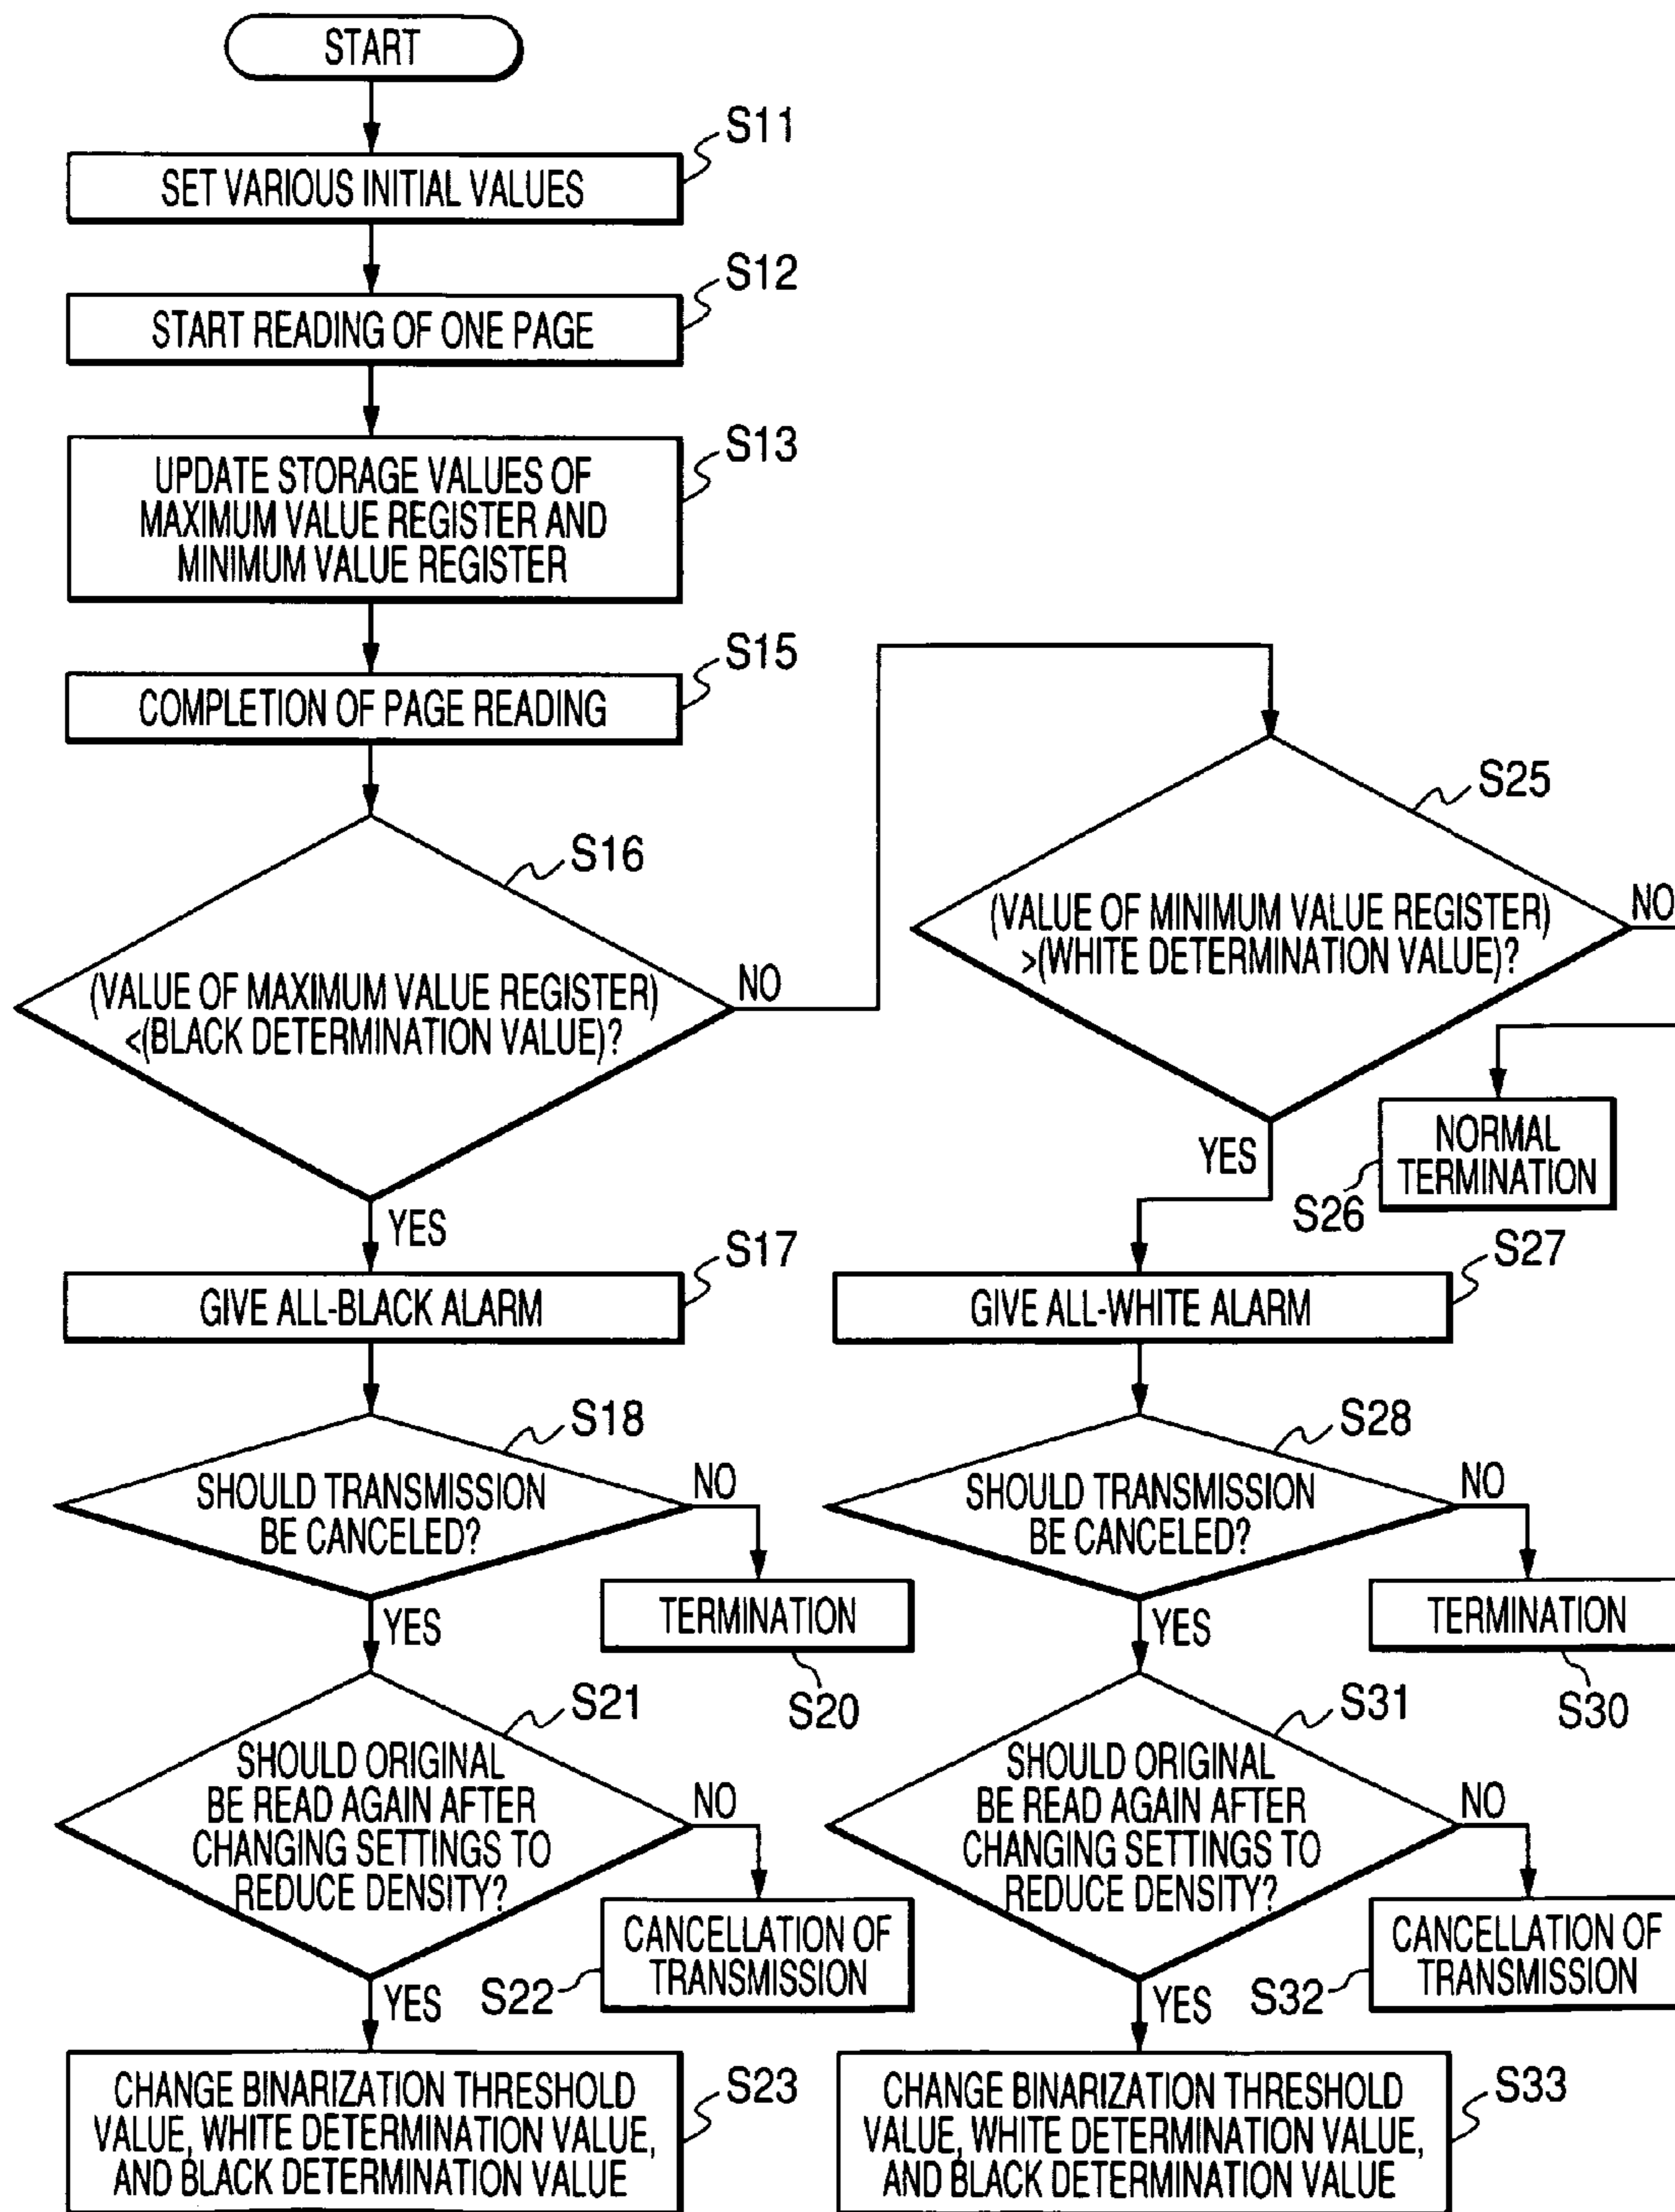 START
S11
SET VARIOUS INITIAL VALUES
S12
START READING OF ONE PAGE
S13
UPDATE STORAGE VALUES OF
MAXIMUM VALUE REGISTER AND
MINIMUM VALUE REGISTER
S15
COMPLETION OF PAGE READING
S16
(VALUE OF MAXIMUM VALUE REGISTER)
<(BLACK DETERMINATION VALUE)?
NO
YES
S25
(VALUE OF MINIMUM VALUE REGISTER)
>(WHITE DETERMINATION VALUE)?
NO
YES
NORMAL
TERMINATION
S26
S17
GIVE ALL-BLACK ALARM
S27
GIVE ALL-WHITE ALARM
S18
SHOULD TRANSMISSION
BE CANCELED?
NO
YES
TERMINATION
S20
S28
SHOULD TRANSMISSION
BE CANCELED?
NO
YES
TERMINATION
S30
S21
SHOULD ORIGINAL
BE READ AGAIN AFTER
CHANGING SETTINGS TO
REDUCE DENSITY?
NO
YES
CANCELLATION OF
TRANSMISSION
S22
S31
SHOULD ORIGINAL
BE READ AGAIN AFTER
CHANGING SETTINGS TO
REDUCE DENSITY?
NO
YES
CANCELLATION OF
TRANSMISSION
S32
S23
CHANGE BINARIZATION THRESHOLD
VALUE, WHITE DETERMINATION VALUE,
AND BLACK DETERMINATION VALUE
S33
CHANGE BINARIZATION THRESHOLD
VALUE, WHITE DETERMINATION VALUE,
AND BLACK DETERMINATION VALUE